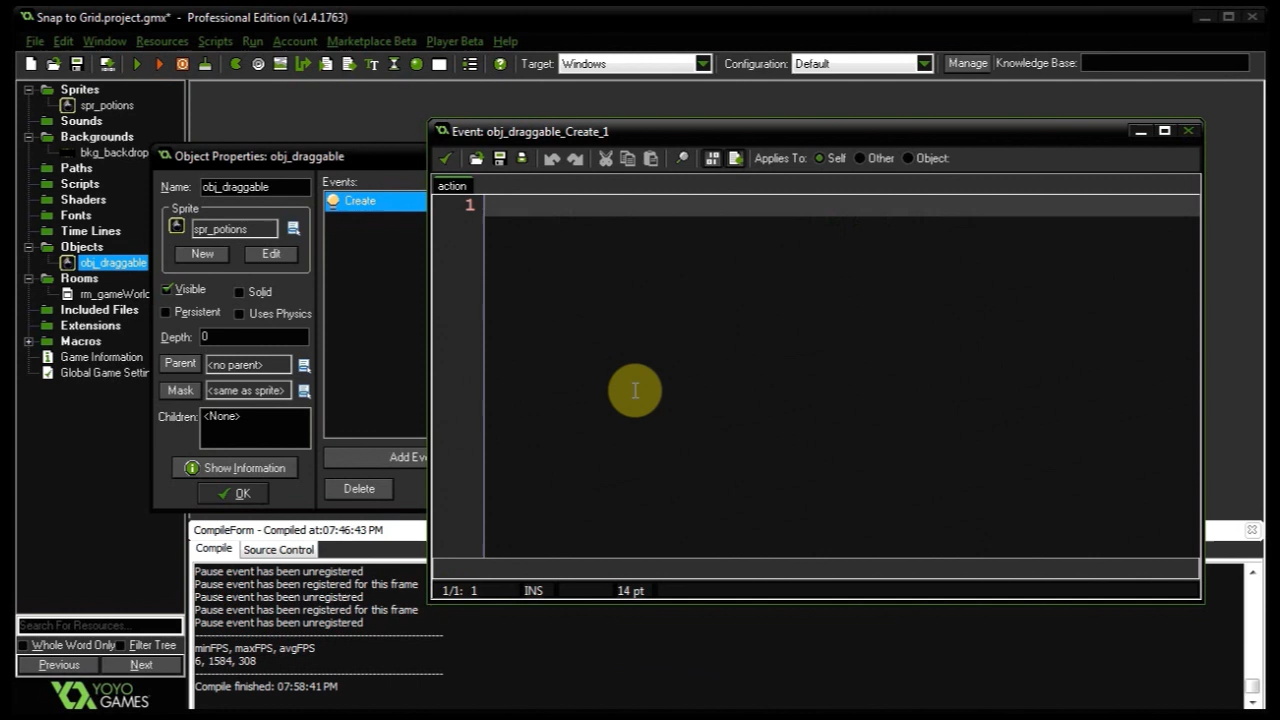 Snap to Grid.project.gmx* - Professional Edition (v1.4.1763)
File Edit Window Resources Scripts Run Account Marketplace Beta Player Beta Help
Target: Windows Configuration: Default Manage Knowledge Base:
Sprites
spr_potions
Sounds
Backgrounds
bkg_backdrop
Paths
Scripts
Shaders
Fonts
Time Lines
Objects
obj_draggable
Rooms
rm_gameWorld
Included Files
Extensions
Macros
Game Information
Global Game Settin
Search For Resources...
Whole Word Only Filter Tree
Previous Next
YOYO
GAMES
Object Properties: obj_draggable
Name: obj_draggable
Sprite
spr_potions
New Edit
Visible Solid
Persistent Uses Physics
Depth: 0
Parent <no parent>
Mask <same as sprite>
Children: <None>
Show Information
OK
Events:
Create
Add Eve
Delete
Event: obj_draggable_Create_1
Applies To: Self Other Object:
action
1
1/1: 1 INS 14 pt
CompileForm - Compiled at:07:46:43 PM
Compile Source Control
Pause event has been unregistered
Pause event has been registered for this frame
Pause event has been unregistered
Pause event has been registered for this frame
Pause event has been unregistered
minFPS, maxFPS, avgFPS
6, 1584, 308
Compile finished: 07:58:41 PM